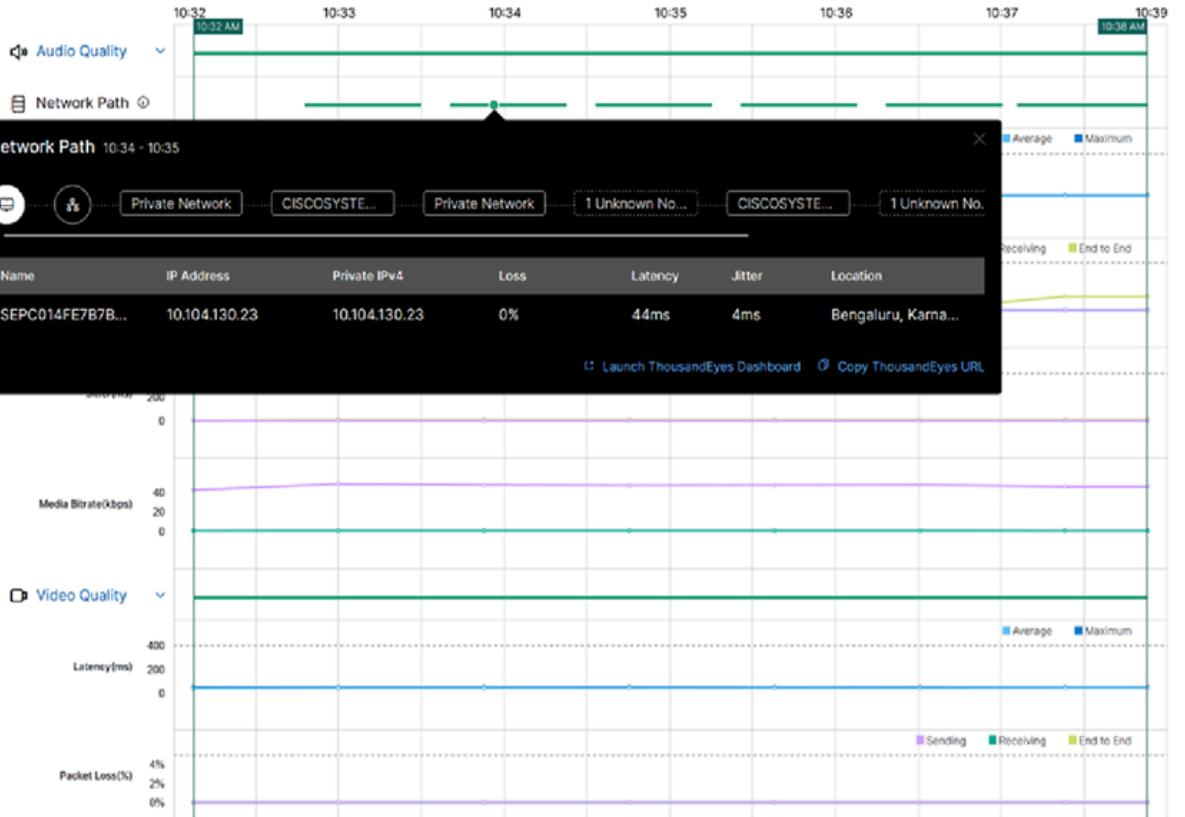 10:32 10:33 10:34 10:35 10:36 10:37 10:39
10:32 AM 10:38 AM
Audio Quality
Network Path
Average Maximum
etwork Path 10:34 - 10:35
Private Network CISCOSYSTE... Private Network 1 Unknown No... CISCOSYSTE... 1 Unknown No.
Receiving End to End
Name IP Address Private IPv4 Loss Latency Jitter Location
SEPC014FE7B7B... 10.104.130.23 10.104.130.23 0% 44ms 4ms Bengaluru, Karna...
Launch ThousandEyes Dashboard Copy ThousandEyes URL
200
0
Media Bitrate(kbps)
40
20
0
Video Quality
Average Maximum
Latency(ms)
400
200
0
Sending Receiving End to End
Packet Loss(%)
4%
2%
0%